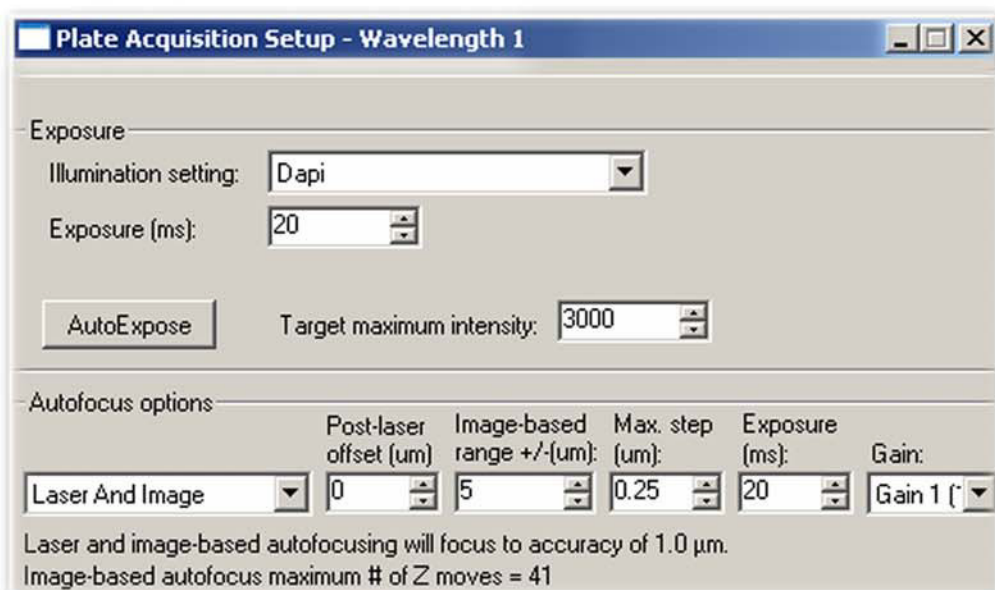 Plate Acquisition Setup - Wavelength 1
Exposure
Illumination setting: Dapi
Exposure (ms): 20
AutoExpose Target maximum intensity: 3000
Autofocus options
Post-laser Image-based Max. step Exposure
offset (um) range +/-(um): (um): (ms): Gain:
Laser And Image 0 5 0.25 20 Gain 1 (
Laser and image-based autofocusing will focus to accuracy of 1.0 µm.
Image-based autofocus maximum # of Z moves = 41